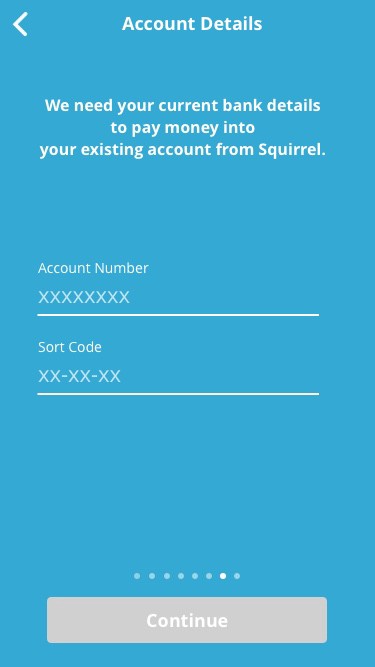 Account Details
We need your current bank details
to pay money into
your existing account from Squirrel.
Account Number
XXXXXXXX
Sort Code
XX-XX-XX
Continue